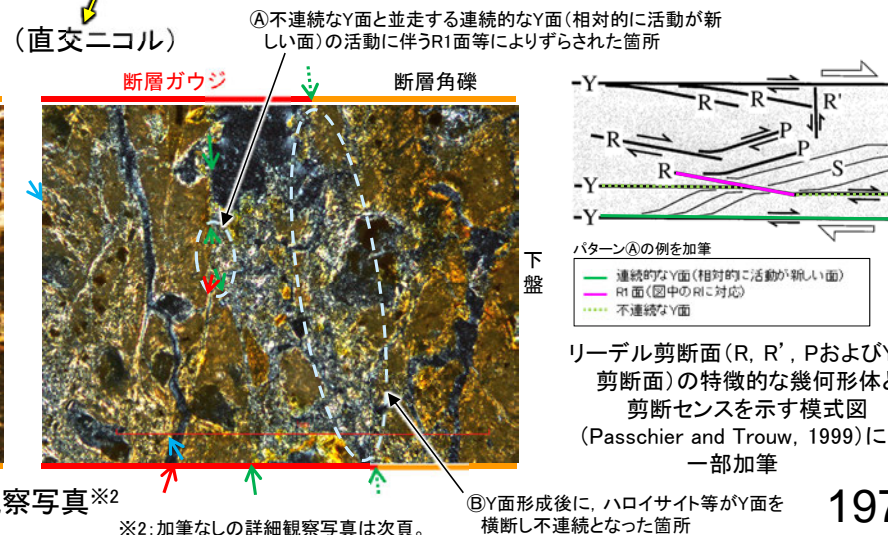 Ⓐ不連続なY面と並走する連続的なY面(相対的に活動が新
しい面)の活動に伴うR1面等によりずらされた箇所
(直交ニコル)
断層ガウジ
断層角礫
下
盤
Y
R
R
R'
R
P
P
R
S
Y
Y
パターンⒶの例を加筆
連続的なY面(相対的に活動が新しい面)
R1面(図中のRに対応)
不連続なY面
リーデル剪断面(R, R', PおよびY
剪断面)の特徴的な幾何形体と
剪断センスを示す模式図
(Passchier and Trouw, 1999)に
一部加筆
察写真※2
※2:加筆なしの詳細観察写真は次頁。
ⒷY面形成後に, ハロイサイト等がY面を
横断し不連続となった箇所
197